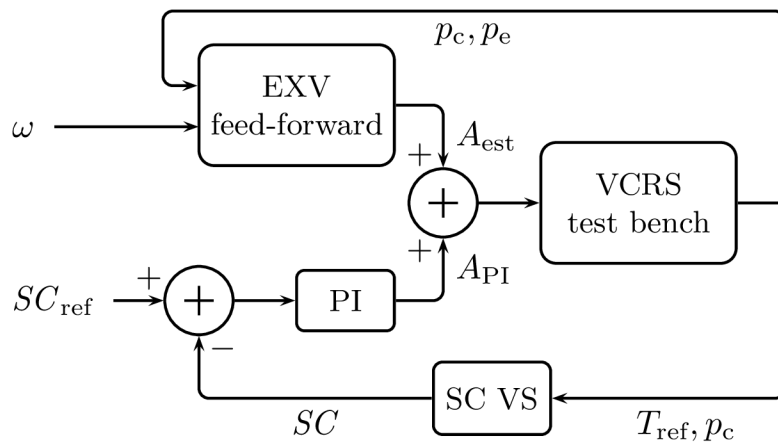 p_c, p_e
EXV
feed-forward
ω
A_est
+
+
VCRS
test bench
+
A_PI
SC_ref
+
+
PI
−
SC VS
SC
T_ref, p_c